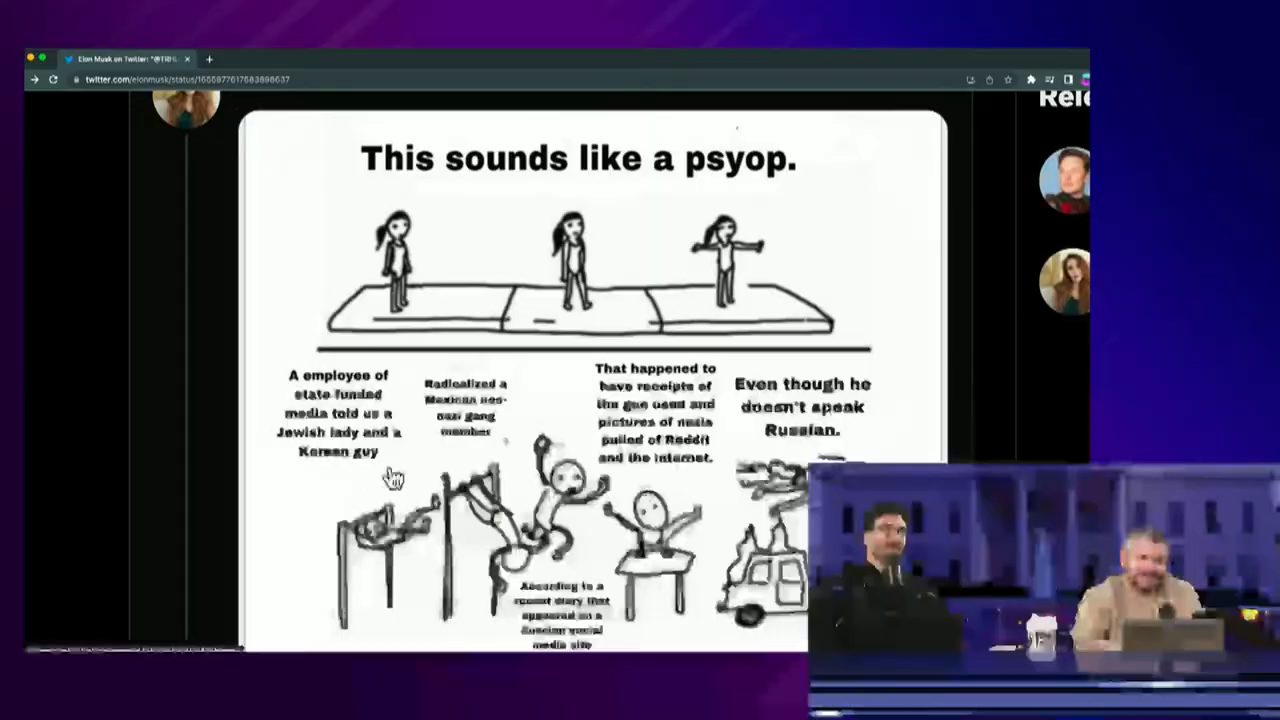 Elon Musk on Twitter: "@TRHL
twitter.com/elonmusk/status/1655977617683898637
This sounds like a psyop.
A employee of
state funded
media told us a
Jewish lady and a
Korean guy
Radicalized a
Mexican neo-
nazi gang
member
That happened to
have receipts of
the gun used and
pictures of nazis
pulled of Reddit
and the internet.
Even though he
doesn't speak
Russian.
According to a
recent diary that
appeared on a
Russian social
media site